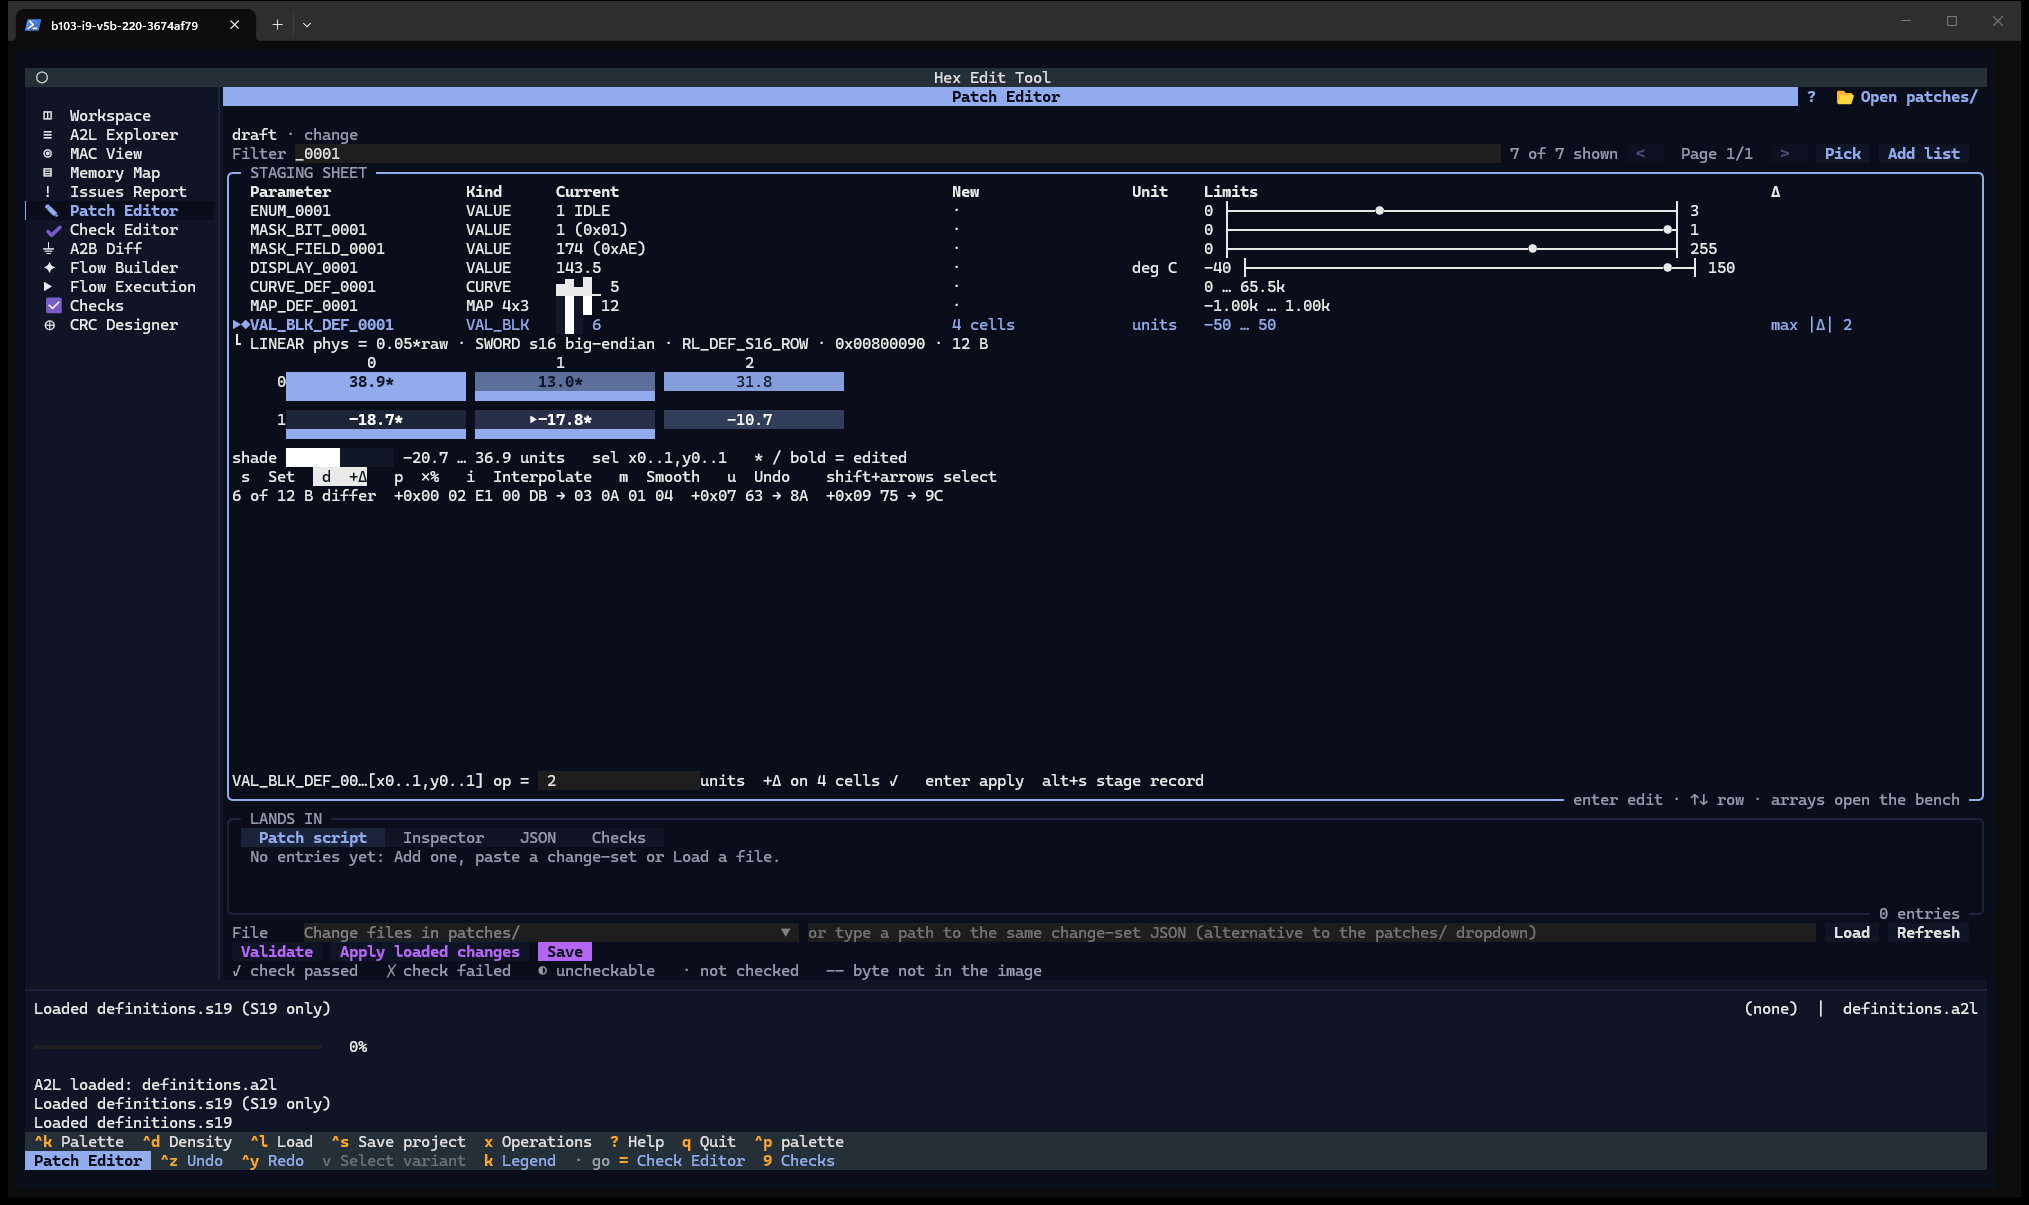 b103-i9-v5b-220-3674af79
Hex Edit Tool
Patch Editor ? Open patches/
Workspace
A2L Explorer
MAC View
Memory Map
! Issues Report
Patch Editor
Check Editor
A2B Diff
Flow Builder
Flow Execution
Checks
CRC Designer
draft · change
Filter _0001 7 of 7 shown < Page 1/1 > Pick Add list
STAGING SHEET
Parameter Kind Current New Unit Limits Δ
ENUM_0001 VALUE 1 IDLE · 0 3
MASK_BIT_0001 VALUE 1 (0x01) · 0 1
MASK_FIELD_0001 VALUE 174 (0xAE) · 0 255
DISPLAY_0001 VALUE 143.5 · deg C −40 150
CURVE_DEF_0001 CURVE 5 · 0 … 65.5k
MAP_DEF_0001 MAP 4x3 12 · −1.00k … 1.00k
▶◆VAL_BLK_DEF_0001 VAL_BLK 6 4 cells units −50 … 50 max |Δ| 2
└ LINEAR phys = 0.05*raw · SWORD s16 big-endian · RL_DEF_S16_ROW · 0x00800090 · 12 B
0 1 2
0 38.9* 13.0* 31.8
1 −18.7* ▸−17.8* −10.7
shade −20.7 … 36.9 units sel x0..1,y0..1 * / bold = edited
s Set d +Δ p ×% i Interpolate m Smooth u Undo shift+arrows select
6 of 12 B differ +0x00 02 E1 00 DB → 03 0A 01 04 +0x07 63 → 8A +0x09 75 → 9C
VAL_BLK_DEF_00…[x0..1,y0..1] op = 2 units +Δ on 4 cells ✓ enter apply alt+s stage record
enter edit · ↑↓ row · arrays open the bench
LANDS IN
Patch script Inspector JSON Checks
No entries yet: Add one, paste a change-set or Load a file.
0 entries
File Change files in patches/ ▼ or type a path to the same change-set JSON (alternative to the patches/ dropdown) Load Refresh
Validate Apply loaded changes Save
✓ check passed ✗ check failed ◐ uncheckable · not checked −− byte not in the image
Loaded definitions.s19 (S19 only) (none) | definitions.a2l
0%
A2L loaded: definitions.a2l
Loaded definitions.s19 (S19 only)
Loaded definitions.s19
^k Palette ^d Density ^l Load ^s Save project x Operations ? Help q Quit ^p palette
Patch Editor ^z Undo ^y Redo v Select variant k Legend · go = Check Editor 9 Checks